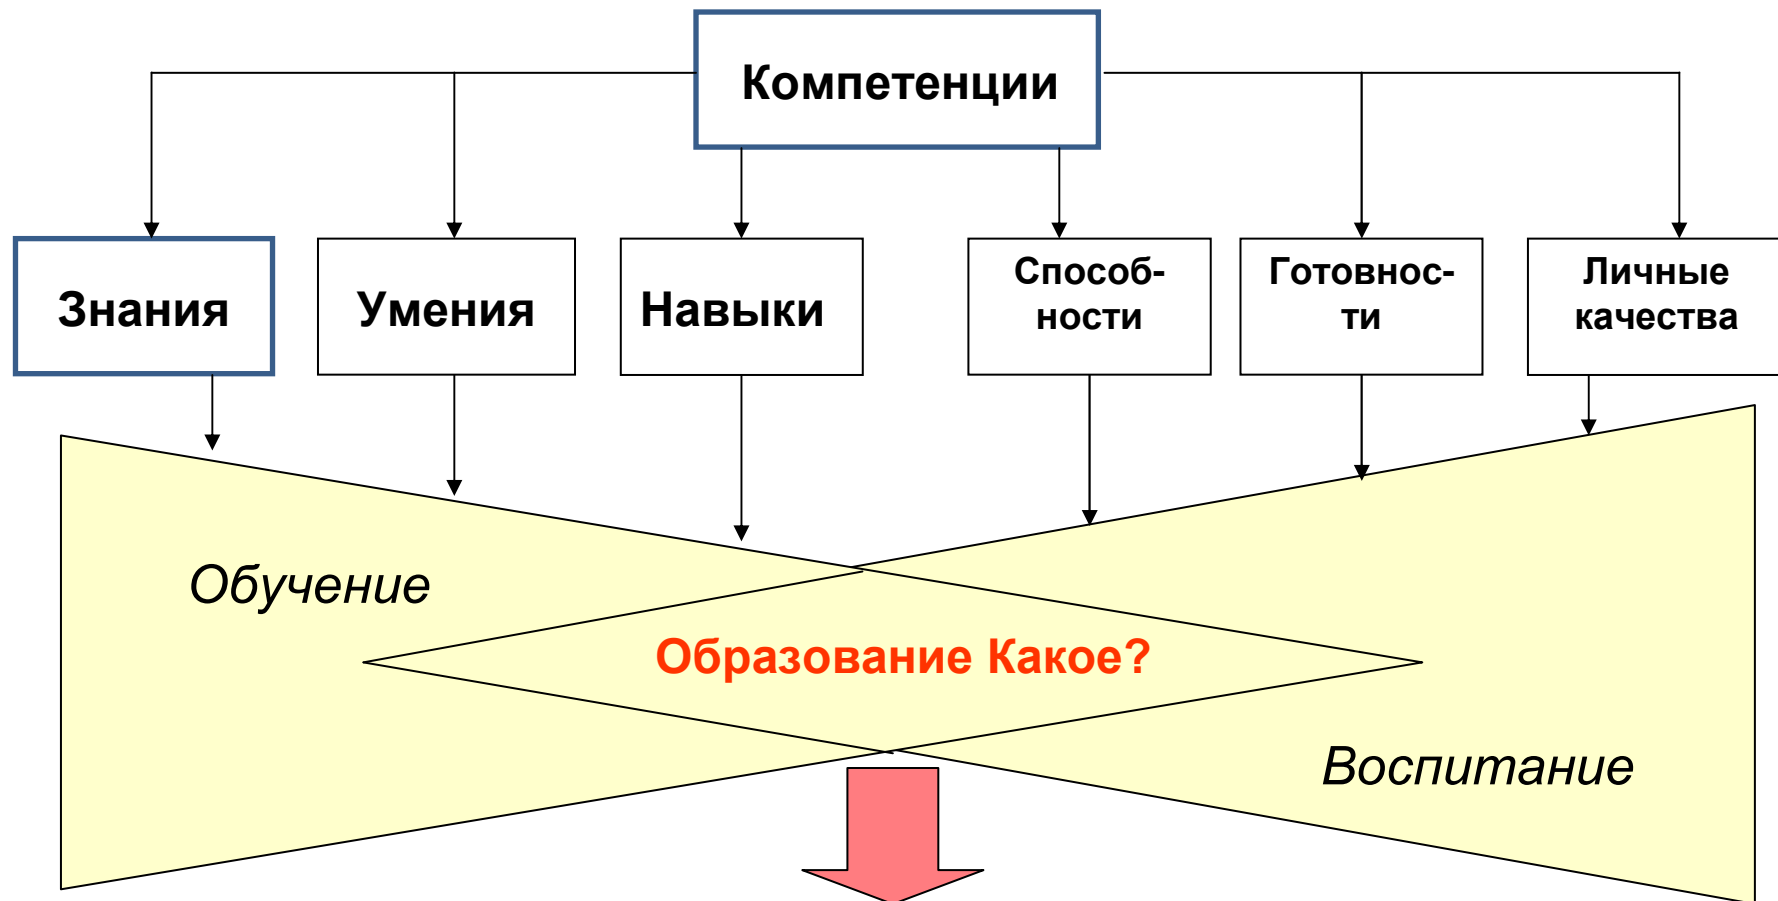 Компетенции
Знания
Умения
Навыки
Способ-
ности
Готовнос-
ти
Личные
качества
Обучение
Образование Какое?
Воспитание